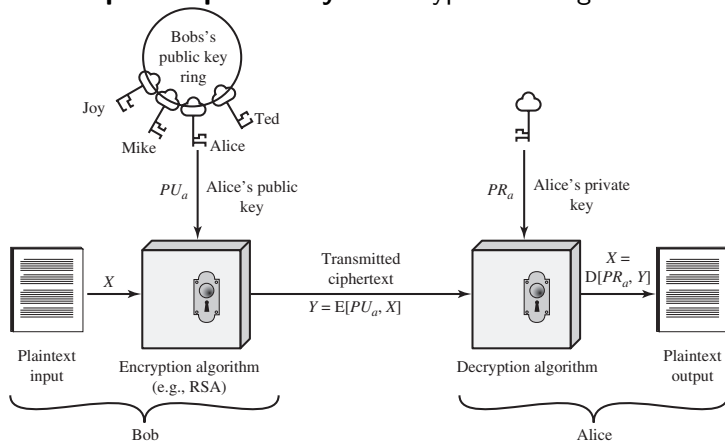 Bobs's
public key
ring
Joy
Mike
Alice
Ted
PUa
Alice's public
key
PRa
Alice's private
key
X
Transmitted
ciphertext
Y = E[PUa, X]
X =
D[PRa, Y]
Plaintext
input
Encryption algorithm
(e.g., RSA)
Decryption algorithm
Plaintext
output
Bob
Alice